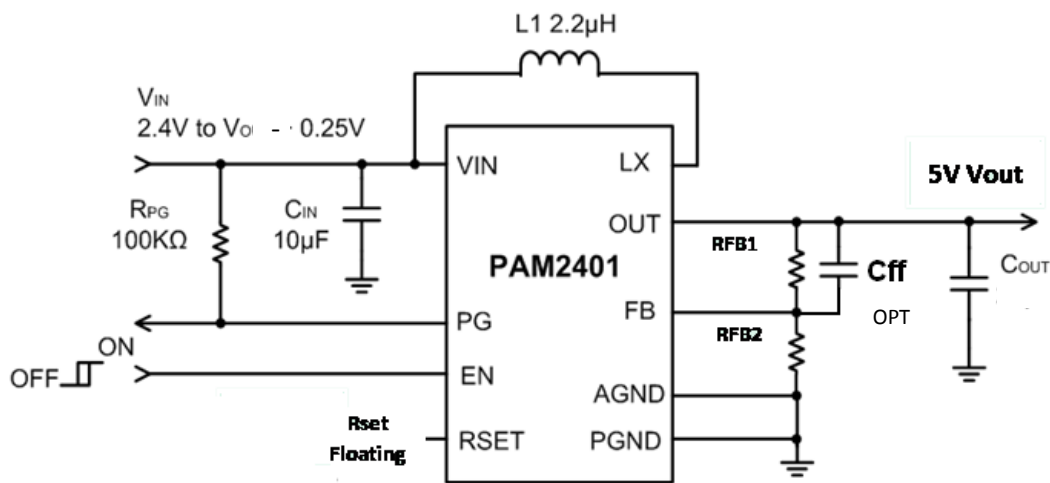 L1 2.2µH
VIN
2.4V to VO - 0.25V
VIN
LX
5V Vout
RPG
100KΩ
CIN
10µF
OUT
RFB1
Cff
OPT
COUT
PAM2401
FB
RFB2
PG
ON
OFF
EN
AGND
Rset
Floating
RSET
PGND